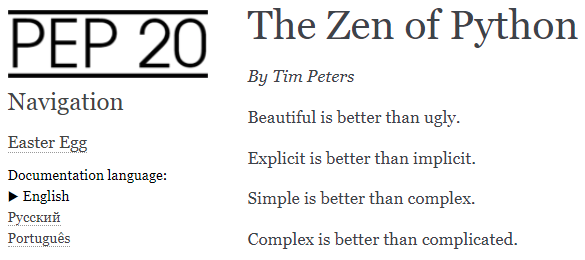 PEP 20
Navigation
Easter Egg
Documentation language:
▶ English
Русский
Português
The Zen of Python
By Tim Peters
Beautiful is better than ugly.
Explicit is better than implicit.
Simple is better than complex.
Complex is better than complicated.